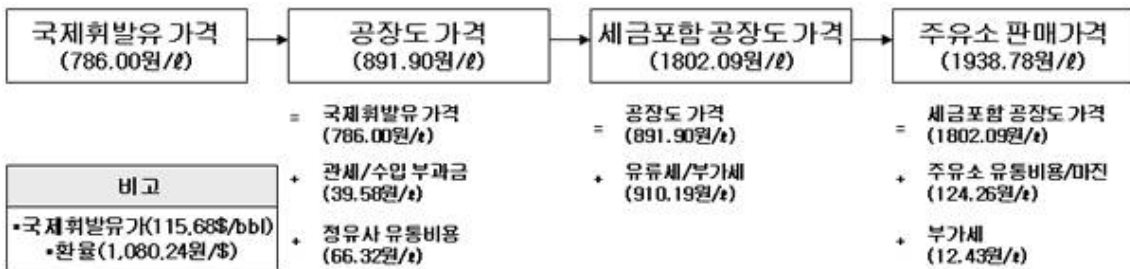 국제휘발유 가격
(786.00원/ℓ)
공장도 가격
(891.90원/ℓ)
세금포함 공장도가격
(1802.09원/ℓ)
주유소 판매가격
(1938.78원/ℓ)
= 국제휘발유 가격
(786.00원/ℓ)
+ 관세/수입 부과금
(39.58원/ℓ)
+ 정유사 유통비용
(66.32원/ℓ)
= 공장도 가격
(891.90원/ℓ)
+ 유류세/부가세
(910.19원/ℓ)
= 세금포함 공장도가격
(1802.09원/ℓ)
+ 주유소 유통비용/마진
(124.26원/ℓ)
+ 부가세
(12.43원/ℓ)
비고
▪국제휘발유가(115.68$/bbl)
▪환율(1,080.24원/$)